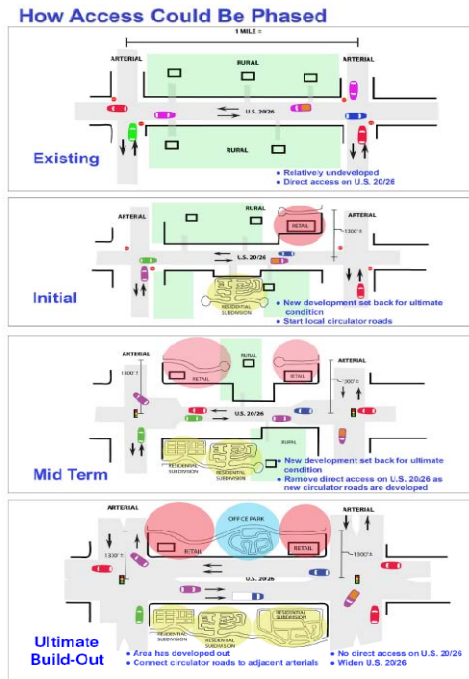 How Access Could Be Phased
1 MILE =
ARTERIAL
RURAL
ARTERIAL
U.S. 20/26
RURAL
Existing
• Relatively undeveloped
• Direct access on U.S. 20/26
ARTERIAL
RURAL
ARTERIAL
RETAIL
1300'±
U.S. 20/26
RESIDENTIAL
SUBDIVISION
Initial
• New development set back for ultimate
condition
• Start local circulator roads
ARTERIAL
RURAL
ARTERIAL
1300'±
RETAIL
RETAIL
1300'±
U.S. 20/26
RURAL
RESIDENTIAL
SUBDIVISION
RESIDENTIAL
SUBDIVISION
Mid Term
• New development set back for ultimate
condition
• Remove direct access on U.S. 20/26 as
new circulator roads are developed
ARTERIAL
OFFICE PARK
ARTERIAL
1300'±
RETAIL
RETAIL
1300'±
U.S. 20/26
RESIDENTIAL
SUBDIVISION
RESIDENTIAL
SUBDIVISION
RESIDENTIAL
SUBDIVISION
Ultimate
Build-Out
• Area has developed out
• Connect circulator roads to adjacent arterials
• No direct access on U.S. 20/26
• Widen U.S. 20/26